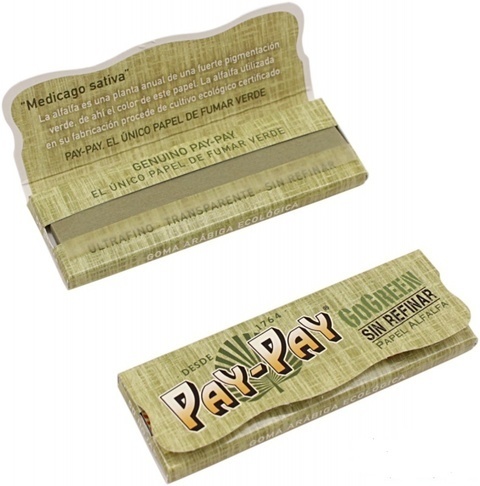 "Medicago sativa"
La alfalfa es una planta anual de una fuerte pigmentación
verde, de ahí el color de este papel. La alfalfa utilizada
en su fabricación procede de cultivo ecológico certificado
PAY-PAY, EL ÚNICO PAPEL DE FUMAR VERDE
GENUINO PAY-PAY
EL ÚNICO PAPEL DE FUMAR VERDE
ULTRAFINO · TRANSPARENTE · SIN REFINAR
GOMA ARÁBIGA ECOLÓGICA
DESDE 1764
PAY-PAY
GoGREEN
SIN REFINAR
PAPEL ALFALFA
GOMA ARÁBIGA ECOLÓGICA